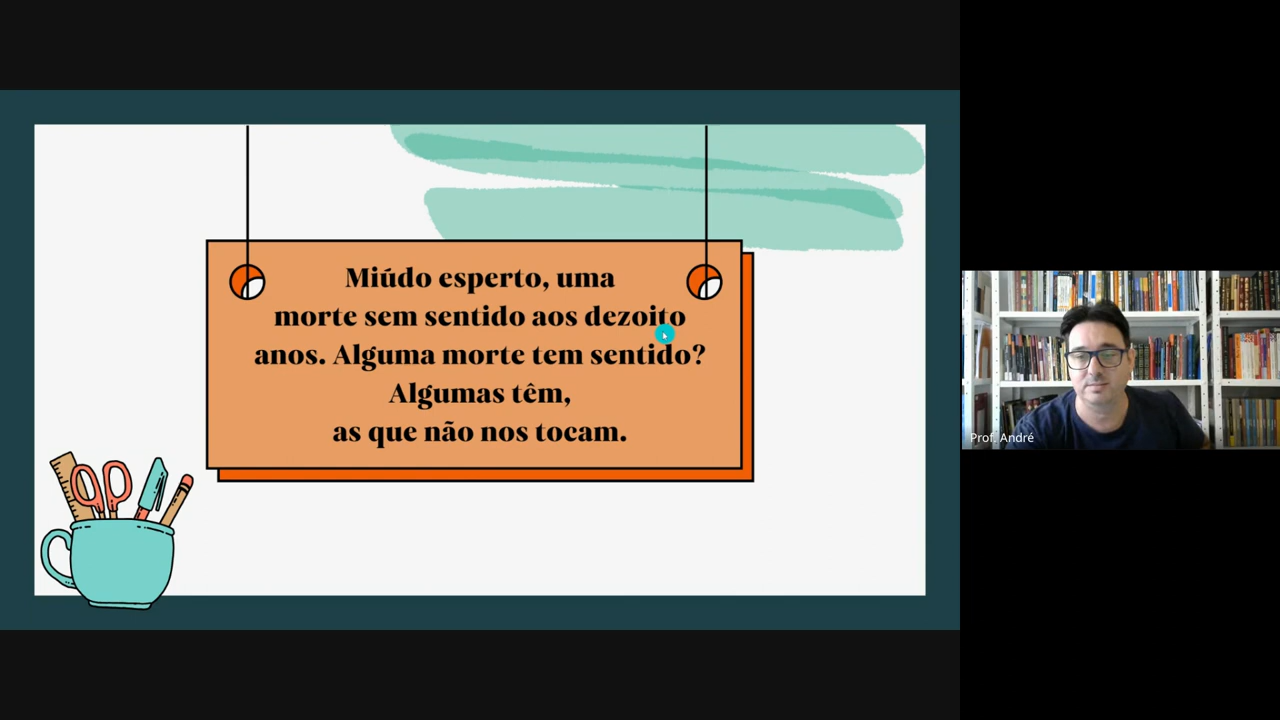 Miúdo esperto, uma
morte sem sentido aos dezoito
anos. Alguma morte tem sentido?
Algumas têm,
as que não nos tocam.
Prof. André